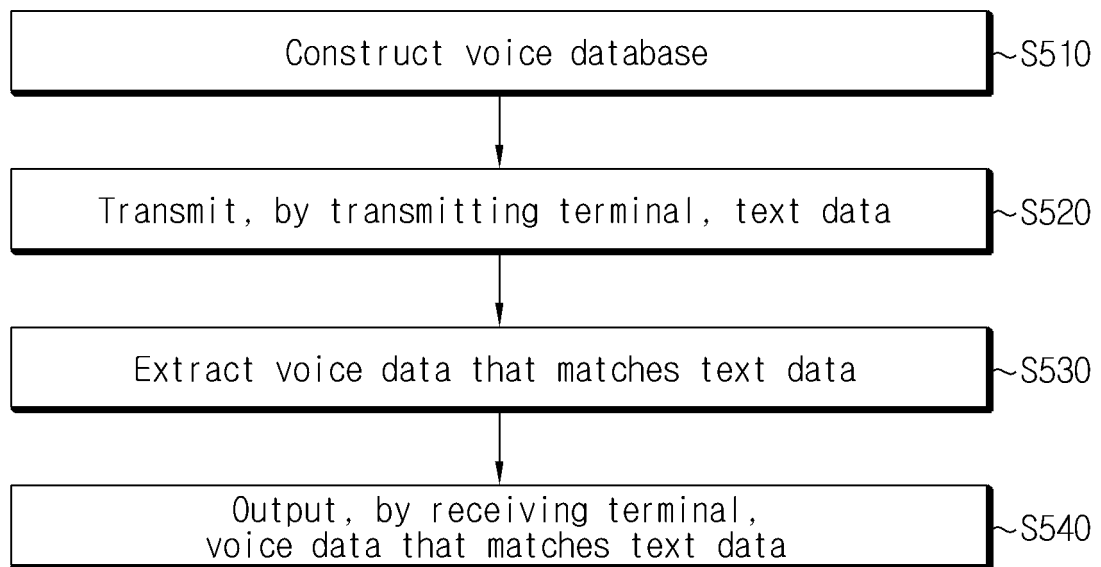 Construct voice database
~S510
Transmit, by transmitting terminal, text data
~S520
Extract voice data that matches text data
~S530
Output, by receiving terminal,
voice data that matches text data
~S540